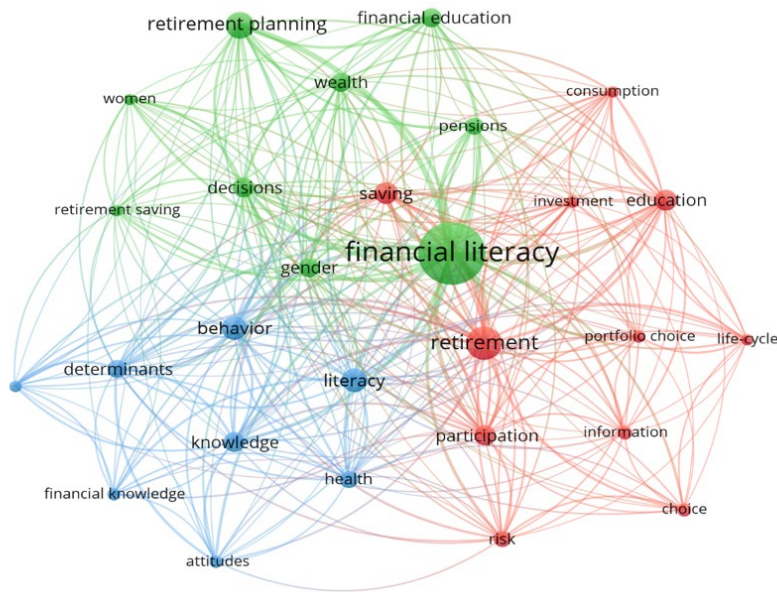 retirement planning
financial education
wealth
consumption
women
pensions
decisions
saving
investment
education
retirement saving
financial literacy
gender
behavior
retirement
portfolio choice
life-cycle
determinants
literacy
participation
information
knowledge
health
financial knowledge
choice
risk
attitudes